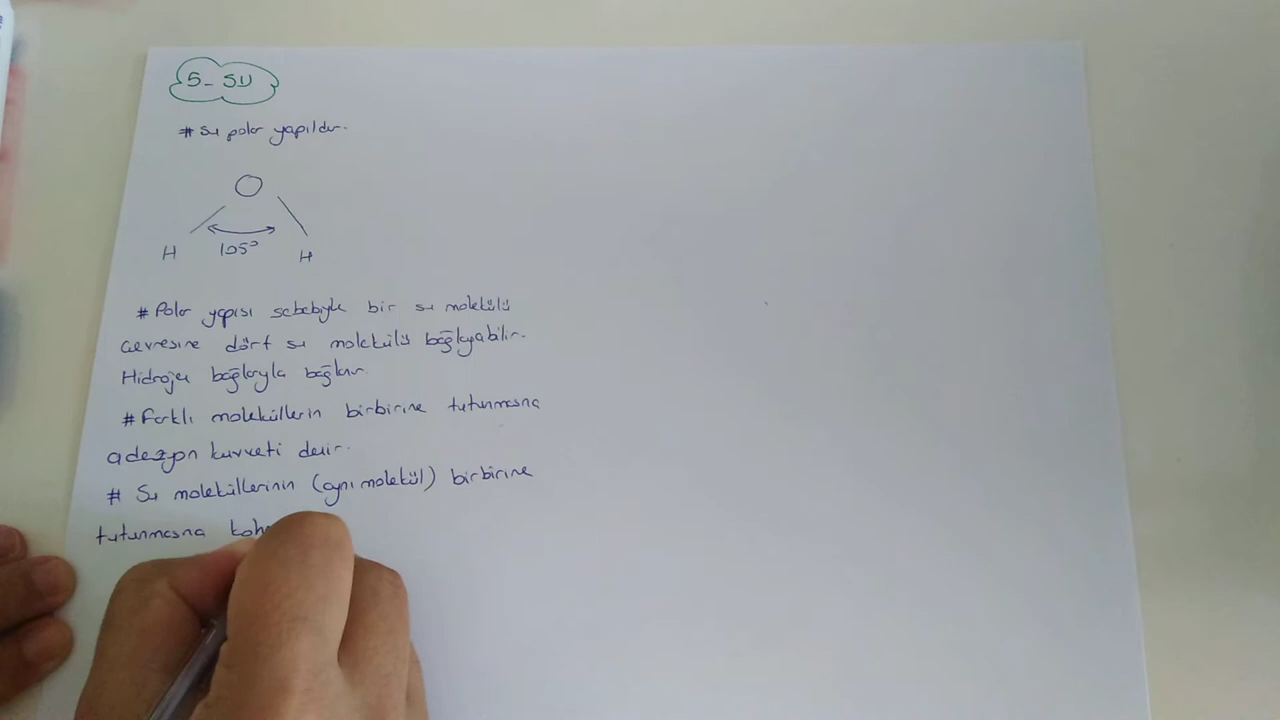 5- SU
# Su polar yapılıdır.
O
H 105° H
# Polar yapısı sebebiyle bir su molekülü
çevresine dört su molekülü bağlayabilir.
Hidrojen bağlarıyla bağlanır.
# Farklı moleküllerin birbirine tutunmasına
adezyon kuvveti denir.
# Su moleküllerinin (aynı molekül) birbirine
tutunmasına